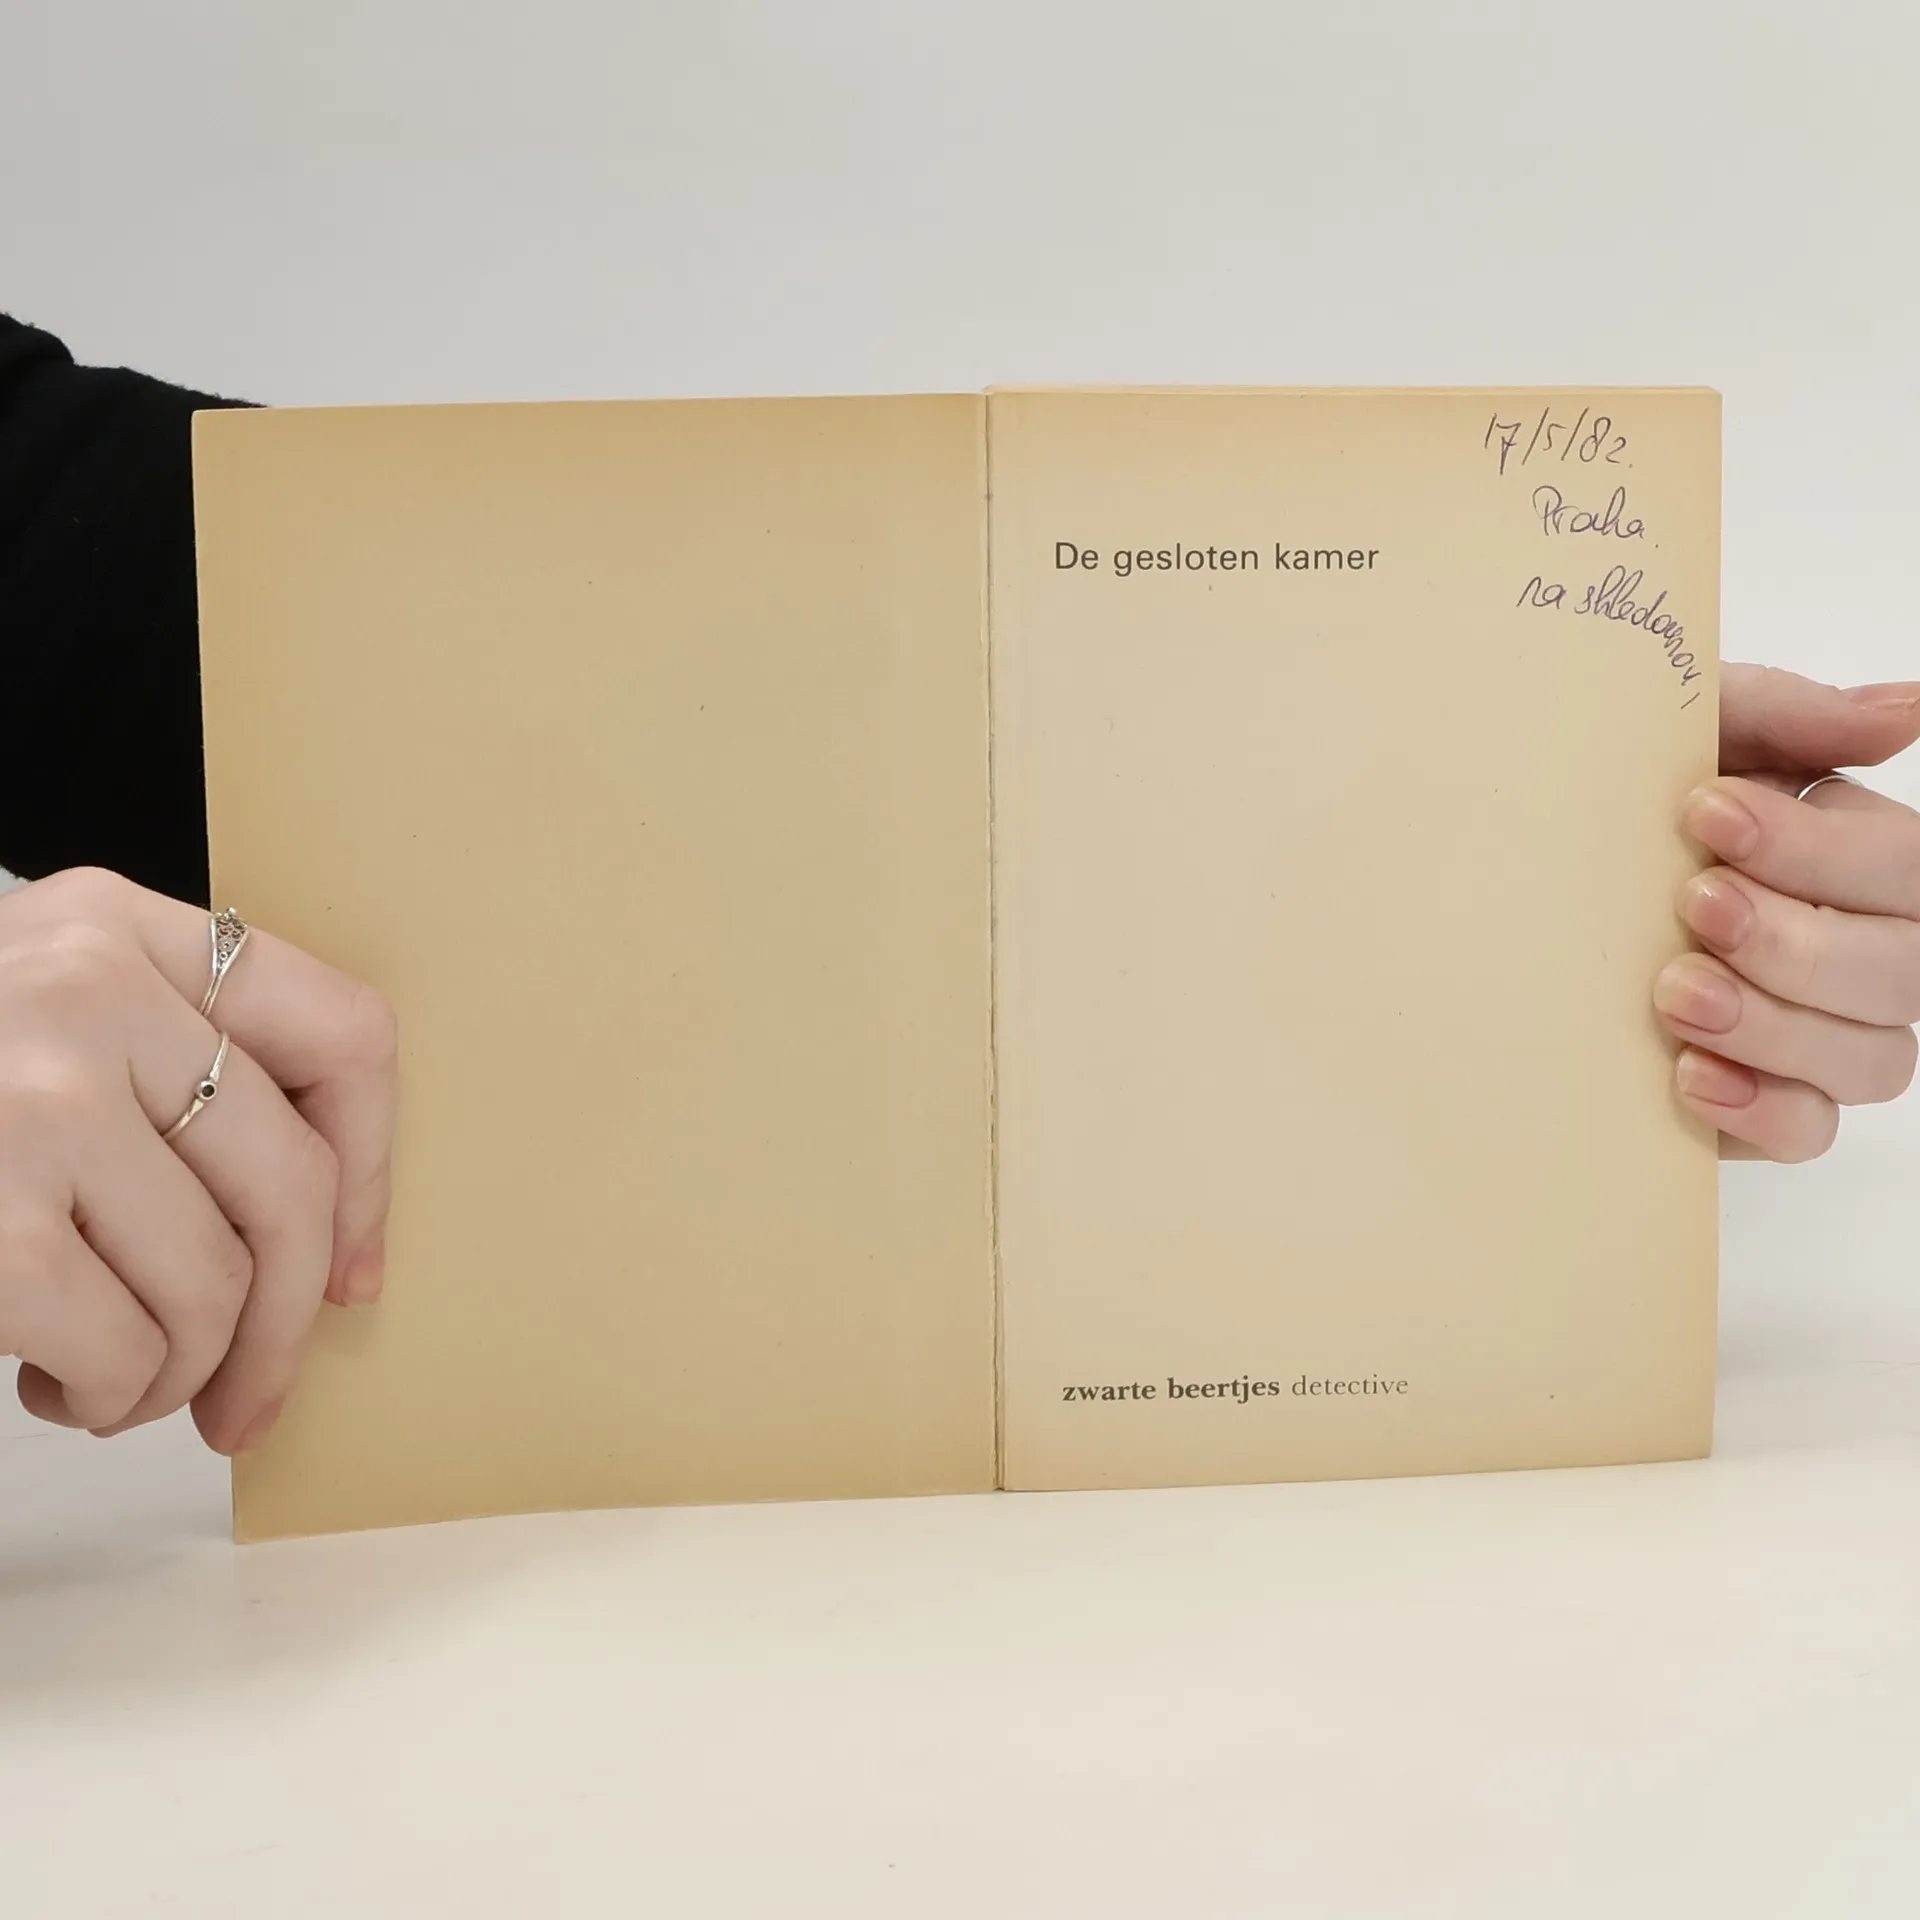 17/5/82.
Praha.
De gesloten kamer
na shledanou,
zwarte beertjes detective